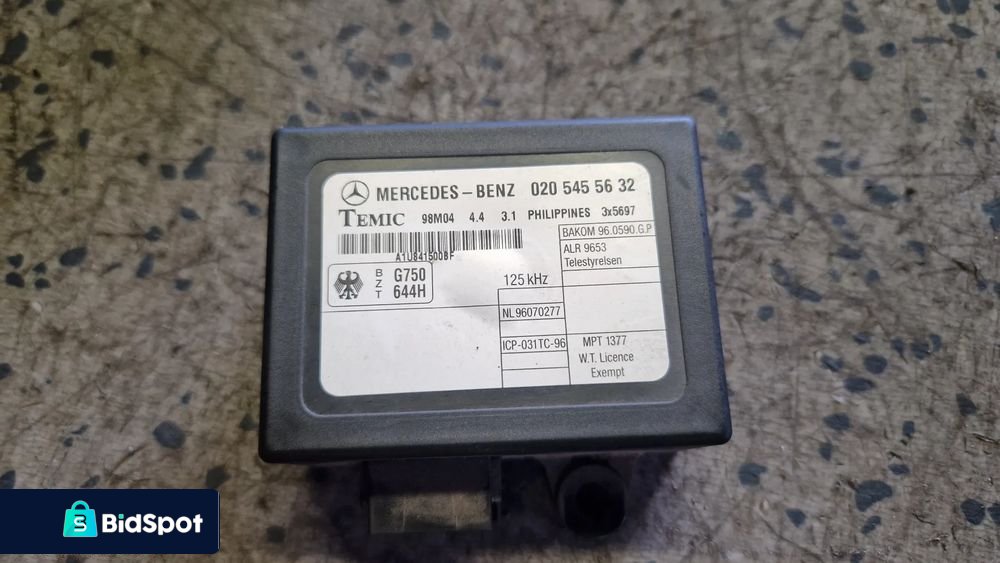 MERCEDES-BENZ 020 545 56 32
TEMIC 98M04 4.4 3.1 PHILIPPINES 3x5697
A1U8415008F
BAKOM 96.0590.G.P
ALR 9653
Telestyrelsen
B Z T
G750
644H
125 kHz
NL96070277
ICP-031TC-96
MPT 1377
W.T. Licence
Exempt
BidSpot